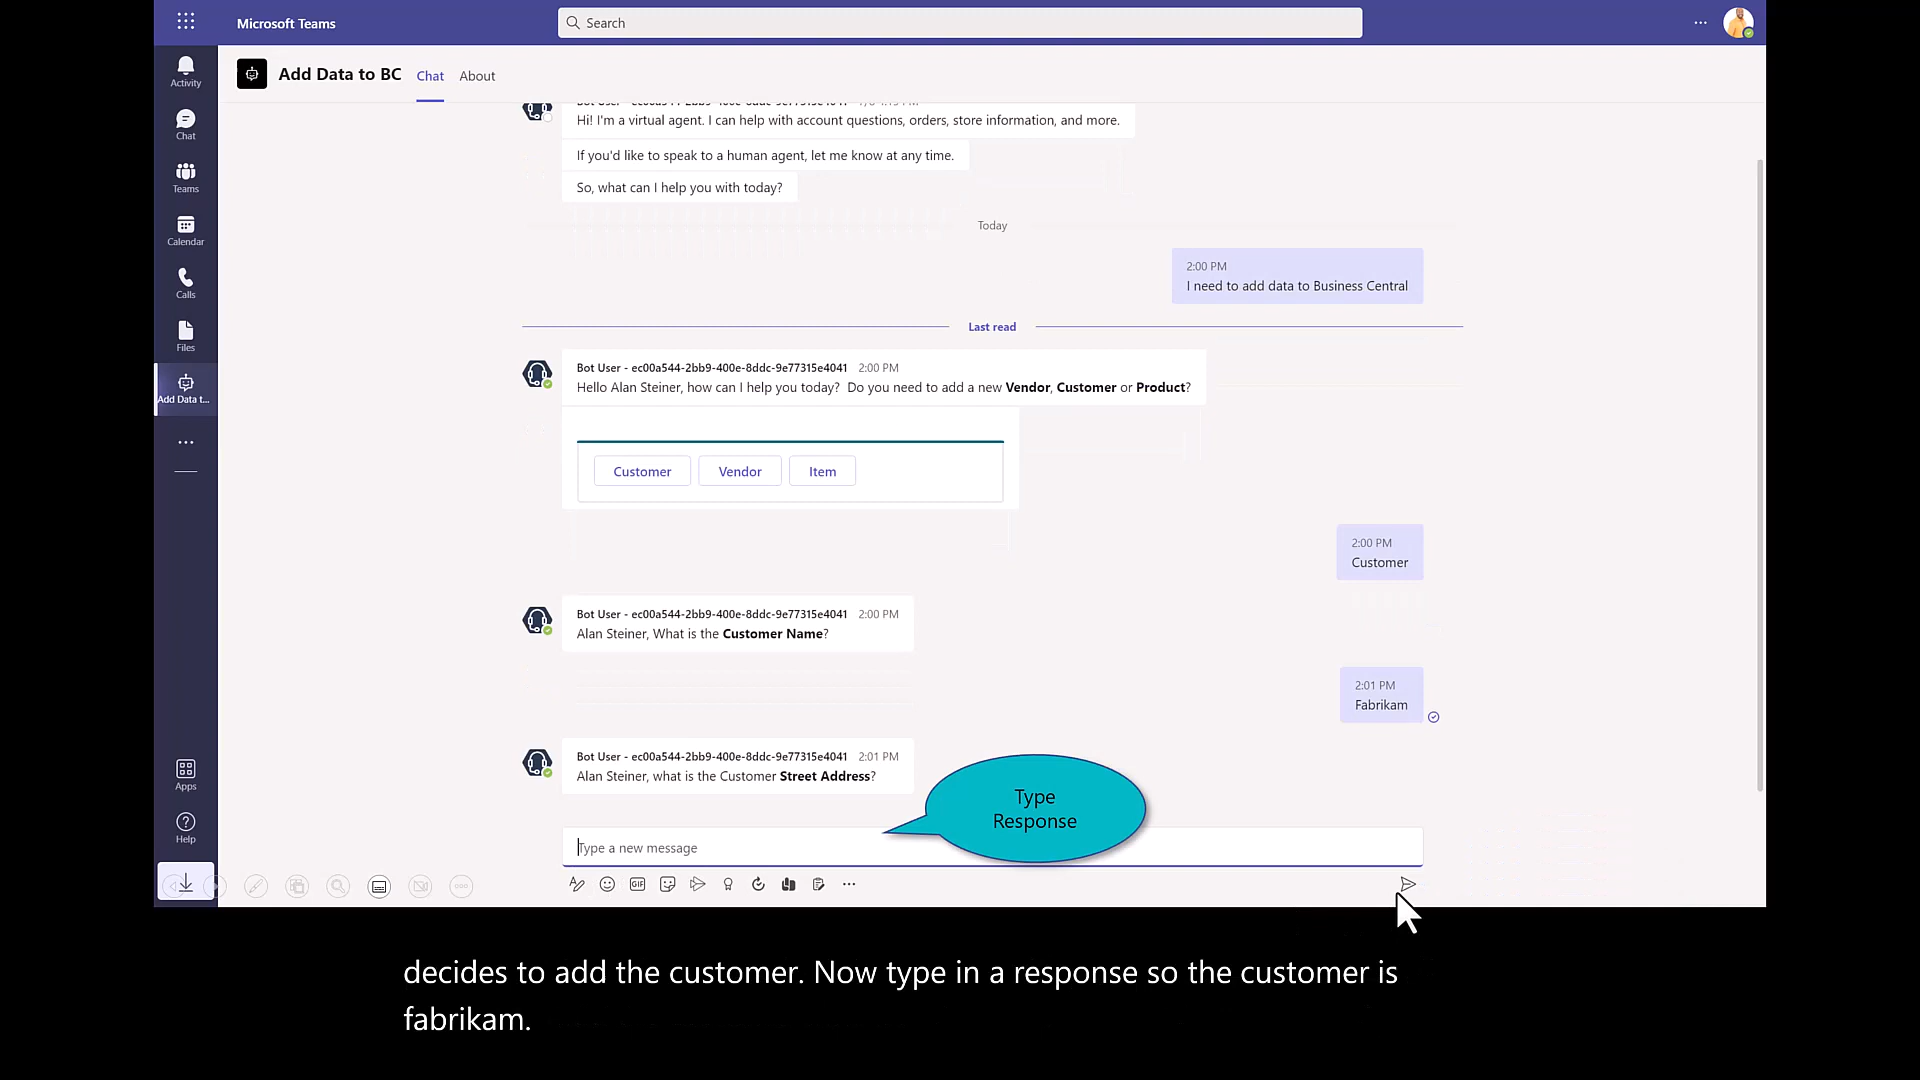 Microsoft Teams
Search
Activity
Chat
Teams
Calendar
Calls
Files
Add Data t...
Apps
Help
Add Data to BC
Chat
About
Hi! I'm a virtual agent. I can help with account questions, orders, store information, and more.
If you'd like to speak to a human agent, let me know at any time.
So, what can I help you with today?
Today
2:00 PM
I need to add data to Business Central
Last read
Bot User - ec00a544-2bb9-400e-8ddc-9e77315e4041 2:00 PM
Hello Alan Steiner, how can I help you today? Do you need to add a new Vendor, Customer or Product?
Customer
Vendor
Item
2:00 PM
Customer
Bot User - ec00a544-2bb9-400e-8ddc-9e77315e4041 2:00 PM
Alan Steiner, What is the Customer Name?
2:01 PM
Fabrikam
Bot User - ec00a544-2bb9-400e-8ddc-9e77315e4041 2:01 PM
Alan Steiner, what is the Customer Street Address?
Type
Response
Type a new message
GIF
decides to add the customer. Now type in a response so the customer is
fabrikam.